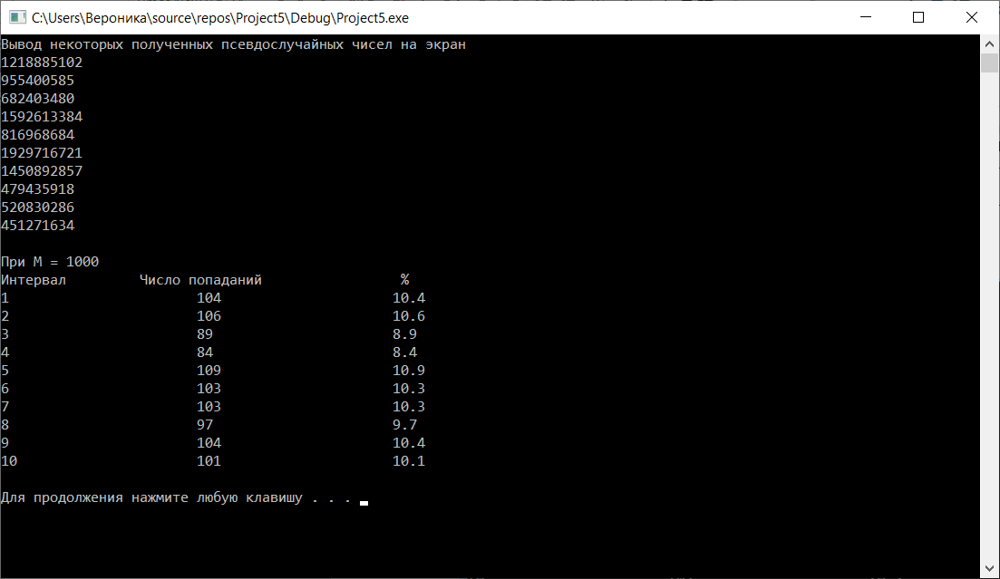 C:\Users\Вероника\source\repos\Project5\Debug\Project5.exe
Вывод некоторых полученных псевдослучайных чисел на экран
1218885102
955400585
682403480
1592613384
816968684
1929716721
1450892857
479435918
520830286
451271634
При M = 1000
Интервал Число попаданий %
1 104 10.4
2 106 10.6
3 89 8.9
4 84 8.4
5 109 10.9
6 103 10.3
7 103 10.3
8 97 9.7
9 104 10.4
10 101 10.1
Для продолжения нажмите любую клавишу . . .